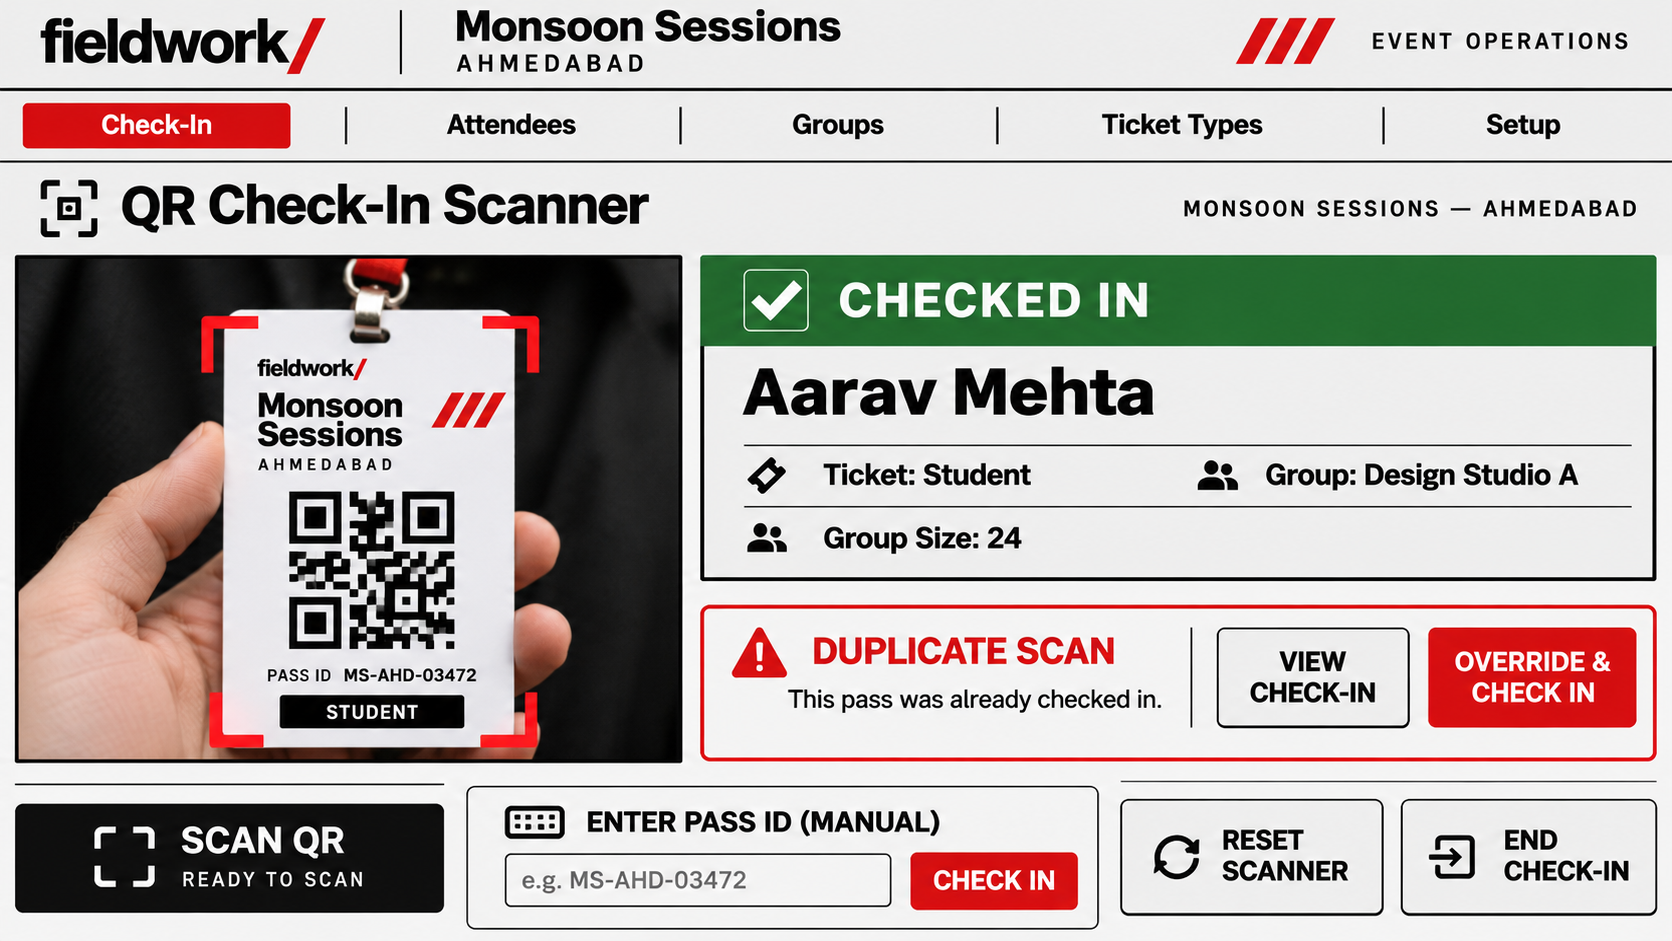 fieldwork/
Monsoon Sessions
AHMEDABAD
EVENT OPERATIONS
Check-In
Attendees
Groups
Ticket Types
Setup
QR Check-In Scanner
MONSOON SESSIONS — AHMEDABAD
fieldwork/
Monsoon
Sessions
AHMEDABAD
PASS ID MS-AHD-03472
STUDENT
CHECKED IN
Aarav Mehta
Ticket: Student
Group: Design Studio A
Group Size: 24
DUPLICATE SCAN
This pass was already checked in.
VIEW
CHECK-IN
OVERRIDE &
CHECK IN
SCAN QR
READY TO SCAN
ENTER PASS ID (MANUAL)
e.g. MS-AHD-03472
CHECK IN
RESET
SCANNER
END
CHECK-IN